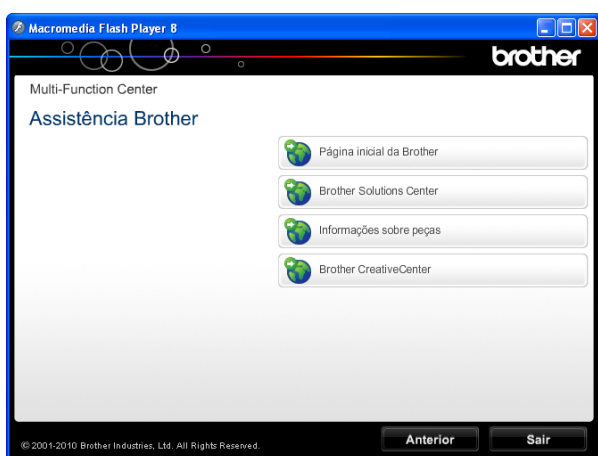 Macromedia Flash Player 8
brother
Multi-Function Center
Assistência Brother
Página inicial da Brother
Brother Solutions Center
Informações sobre peças
Brother CreativeCenter
© 2001-2010 Brother Industries, Ltd. All Rights Reserved.
Anterior
Sair